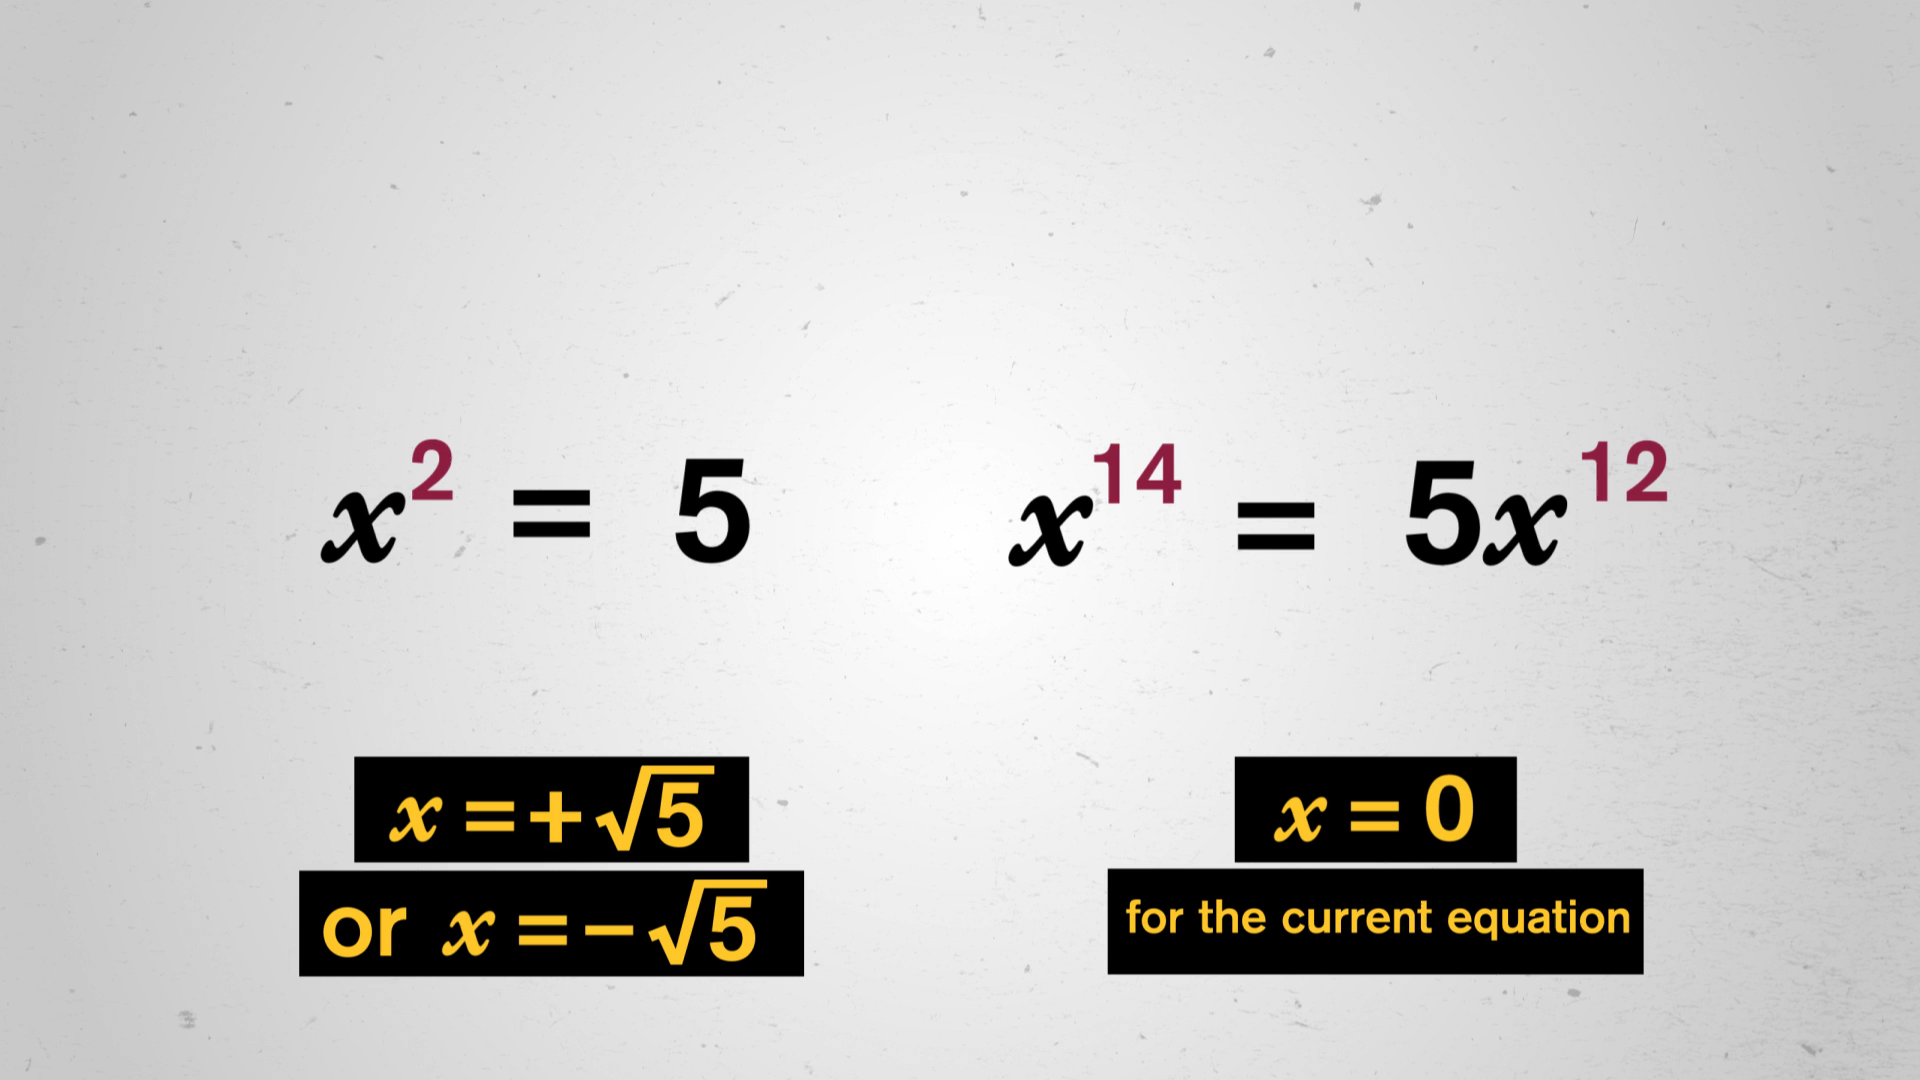 x² = 5
x¹⁴ = 5x¹²
x = +√5
or x = −√5
x = 0
for the current equation